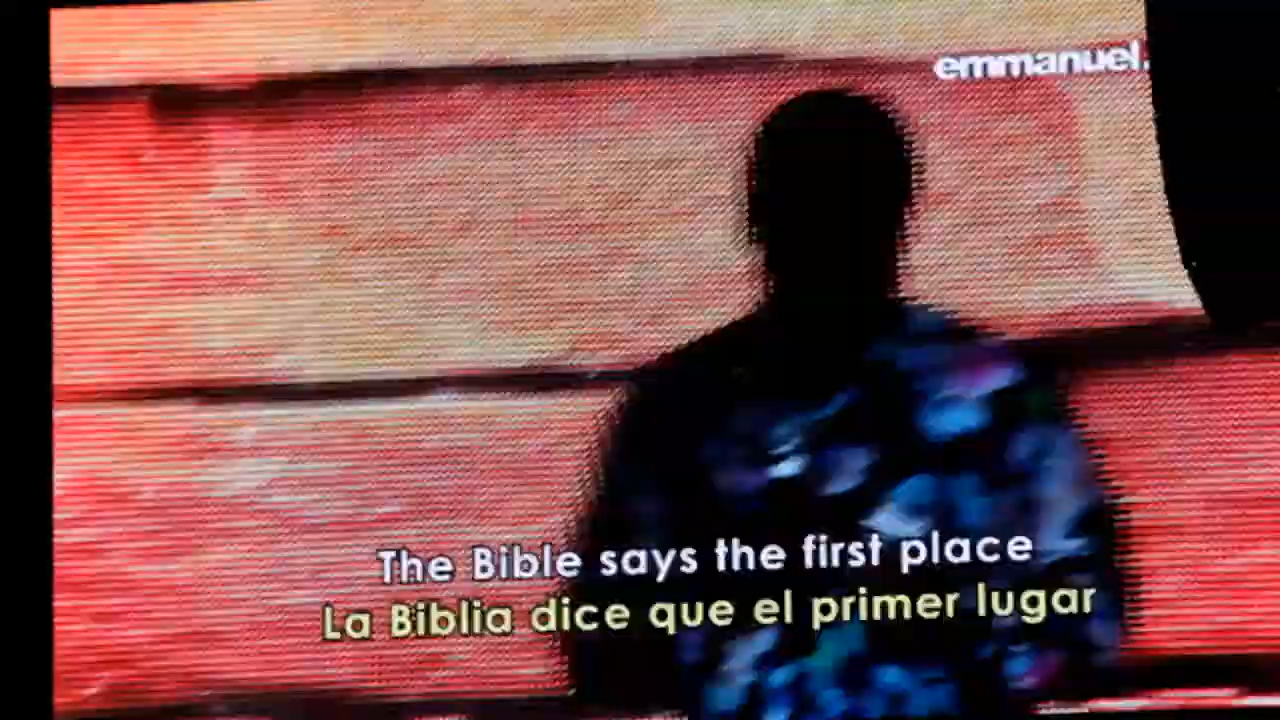 emmanuel.
The Bible says the first place
La Biblia dice que el primer lugar